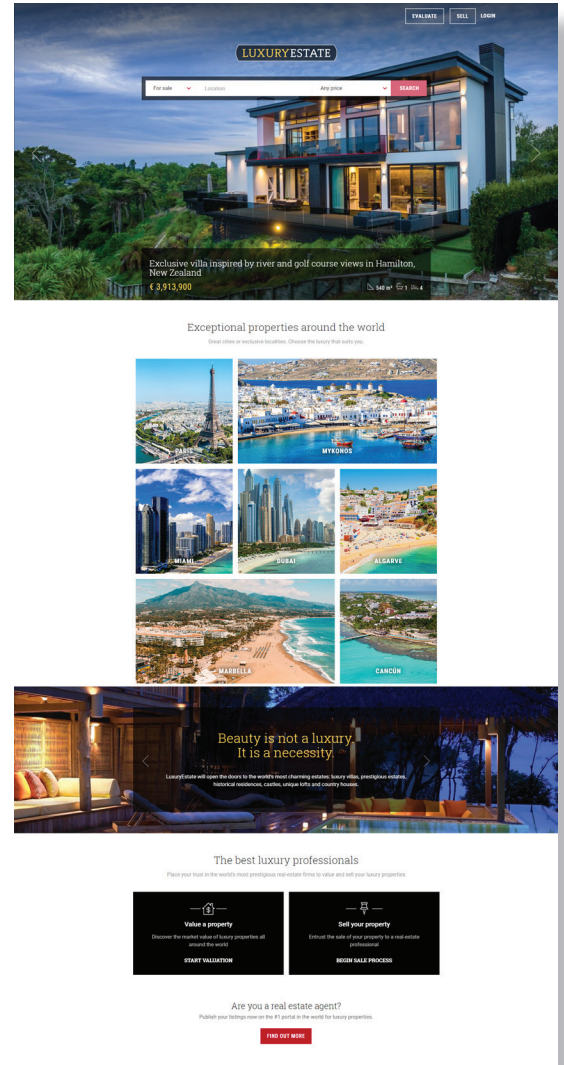 EVALUATE SELL LOGIN
LUXURYESTATE
For sale Location Any price SEARCH
Exclusive villa inspired by river and golf course views in Hamilton,
New Zealand
€ 3,913,900 540 m² 1 4
Exceptional properties around the world
Great cities or exclusive localities. Choose the luxury that suits you.
PARIS MYKONOS
MIAMI DUBAI ALGARVE
MARBELLA CANCÚN
Beauty is not a luxury.
It is a necessity.
LuxuryEstate will open the doors to the world's most charming estates: luxury villas, prestigious estates,
historical residences, castles, unique lofts and country houses.
The best luxury professionals
Place your trust in the world's most prestigious real-estate firms to value and sell your luxury properties.
Value a property
Discover the market value of luxury properties all
around the world
START VALUATION
Sell your property
Entrust the sale of your property to a real-estate
professional
BEGIN SALE PROCESS
Are you a real estate agent?
Publish your listings now on the #1 portal in the world for luxury properties.
FIND OUT MORE